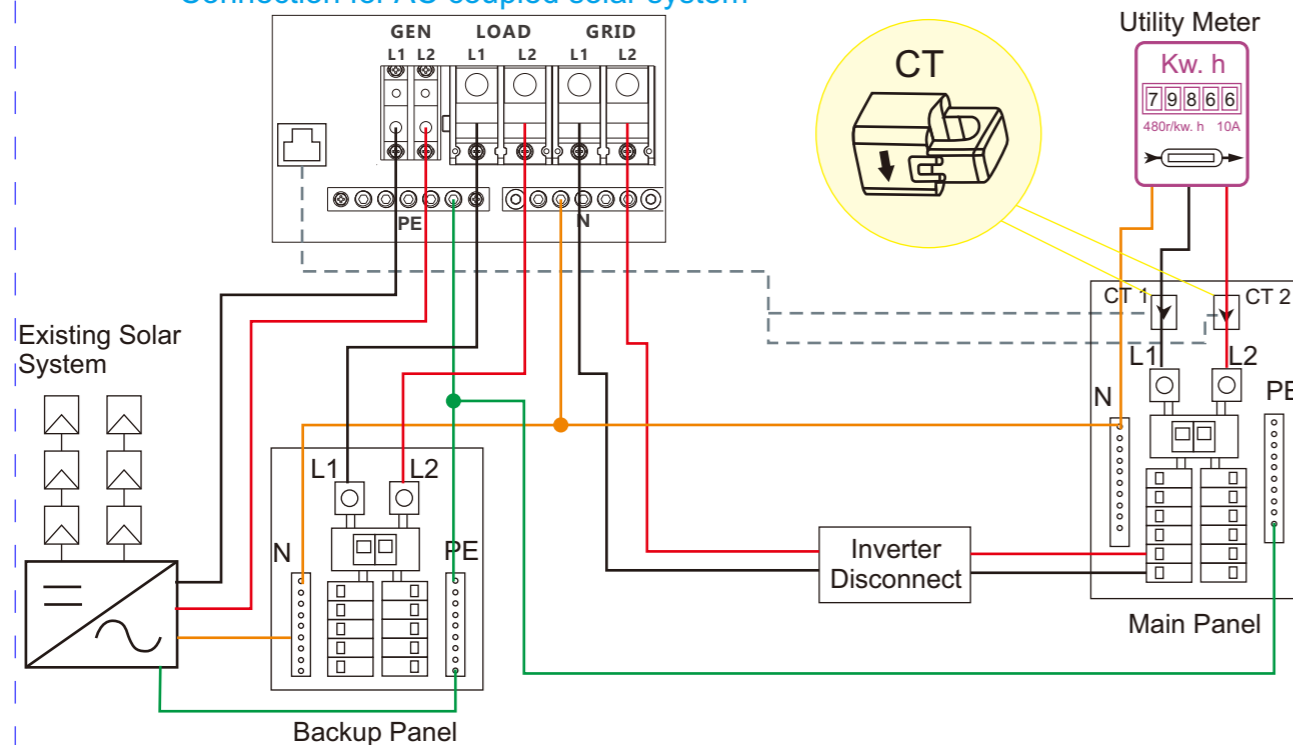 Connection for AC coupled solar system
GEN LOAD GRID
L1 L2 L1 L2 L1 L2
PE N
CT
Utility Meter
Kw. h
79866
480r/kw. h 10A
CT 1 CT 2
L1 L2
N PE
Existing Solar
System
L1 L2
N PE
Inverter
Disconnect
Main Panel
Backup Panel